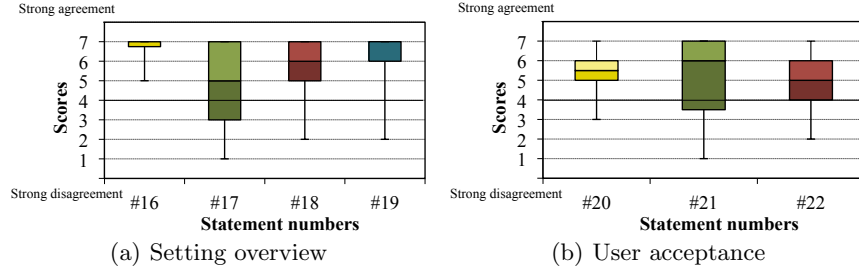 Strong agreement
7
6
5
4
3
2
1
Scores
Strong disagreement
#16 #17 #18 #19
Statement numbers
(a) Setting overview
Strong agreement
7
6
5
4
3
2
1
Scores
Strong disagreement
#20 #21 #22
Statement numbers
(b) User acceptance